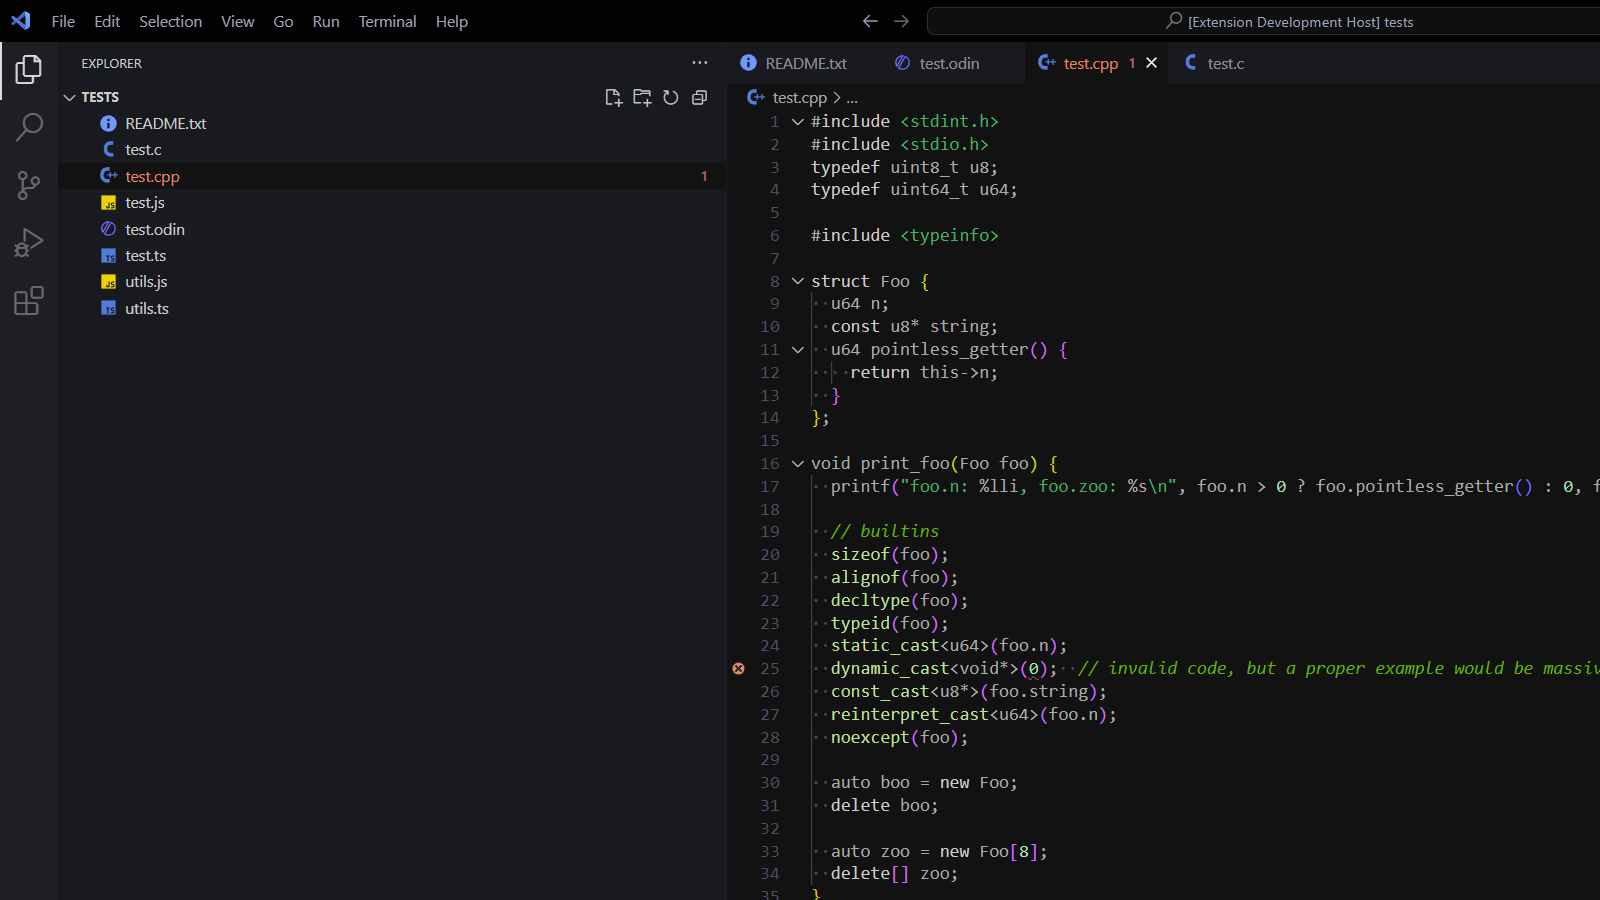 File Edit Selection View Go Run Terminal Help
[Extension Development Host] tests
EXPLORER
TESTS
README.txt
test.c
test.cpp 1
test.js
test.odin
test.ts
utils.js
utils.ts
README.txt test.odin test.cpp 1 test.c
test.cpp > ...
1 #include <stdint.h>
2 #include <stdio.h>
3 typedef uint8_t u8;
4 typedef uint64_t u64;
5
6 #include <typeinfo>
7
8 struct Foo {
9 u64 n;
10 const u8* string;
11 u64 pointless_getter() {
12 return this->n;
13 }
14 };
15
16 void print_foo(Foo foo) {
17 printf("foo.n: %lli, foo.zoo: %s\n", foo.n > 0 ? foo.pointless_getter() : 0, f
18
19 // builtins
20 sizeof(foo);
21 alignof(foo);
22 decltype(foo);
23 typeid(foo);
24 static_cast<u64>(foo.n);
25 dynamic_cast<void*>(0); // invalid code, but a proper example would be massiv
26 const_cast<u8*>(foo.string);
27 reinterpret_cast<u64>(foo.n);
28 noexcept(foo);
29
30 auto boo = new Foo;
31 delete boo;
32
33 auto zoo = new Foo[8];
34 delete[] zoo;
35 }